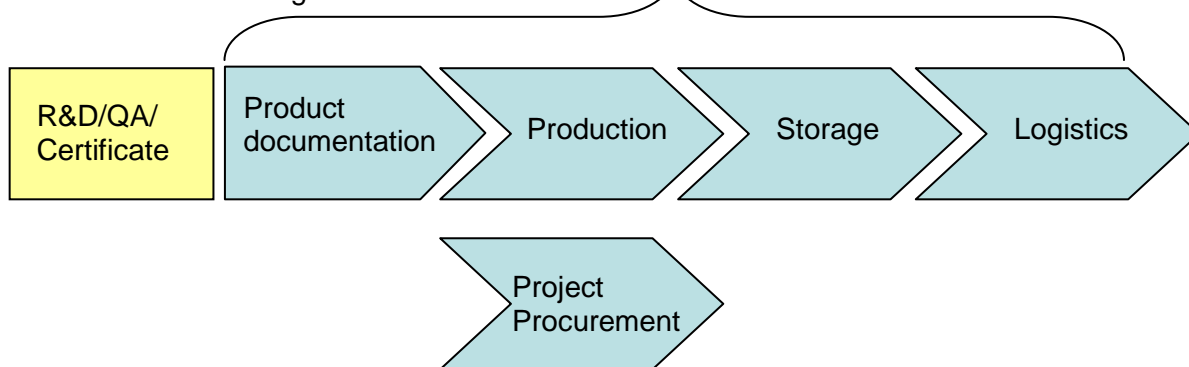 R&D/QA/
Certificate
Product
documentation
Production
Storage
Logistics
Project
Procurement